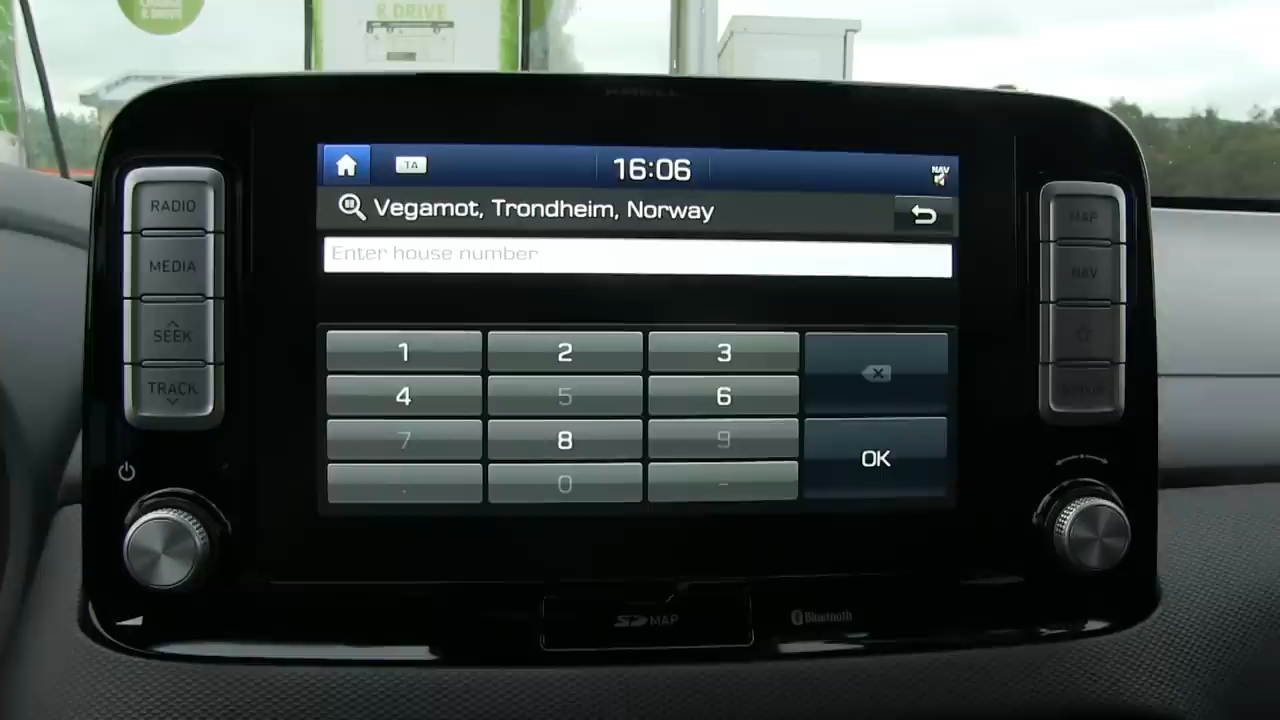 & DRIVE
KRELL
TA
16:06
NAV
Vegamot, Trondheim, Norway
Enter house number
RADIO
MEDIA
SEEK
TRACK
MAP
NAV
1 2 3
4 5 6
7 8 9
. 0 -
OK
SD MAP
Bluetooth